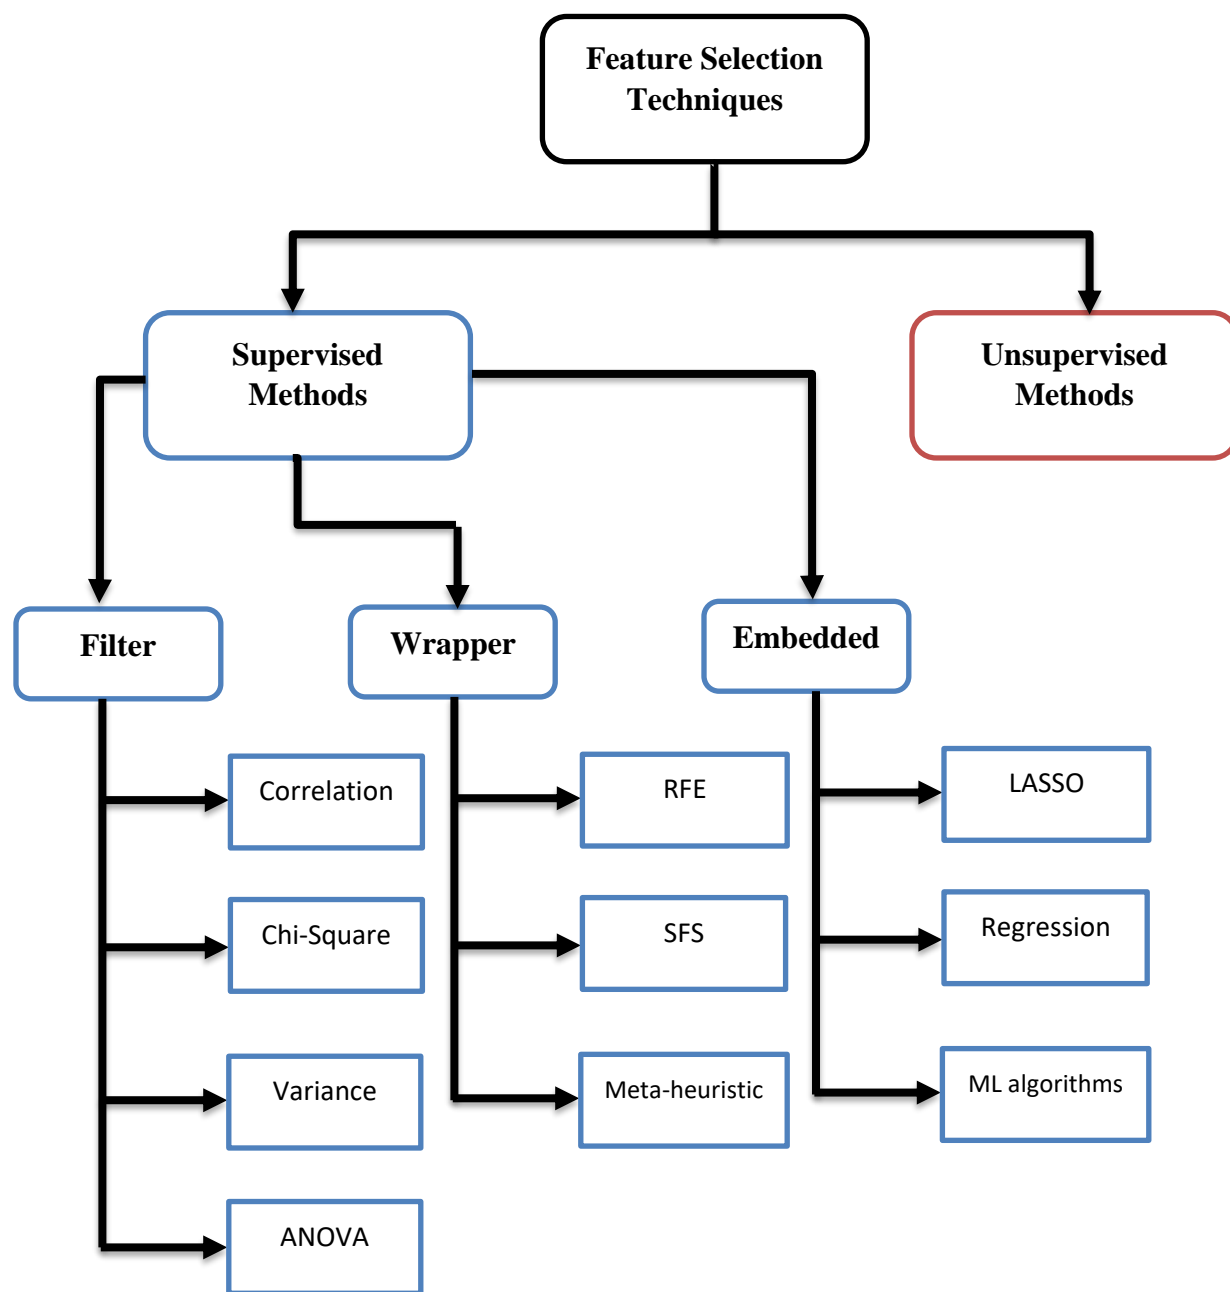 Feature Selection
Techniques
Supervised
Methods
Unsupervised
Methods
Filter
Wrapper
Embedded
Correlation
RFE
LASSO
Chi-Square
SFS
Regression
Variance
Meta-heuristic
ML algorithms
ANOVA